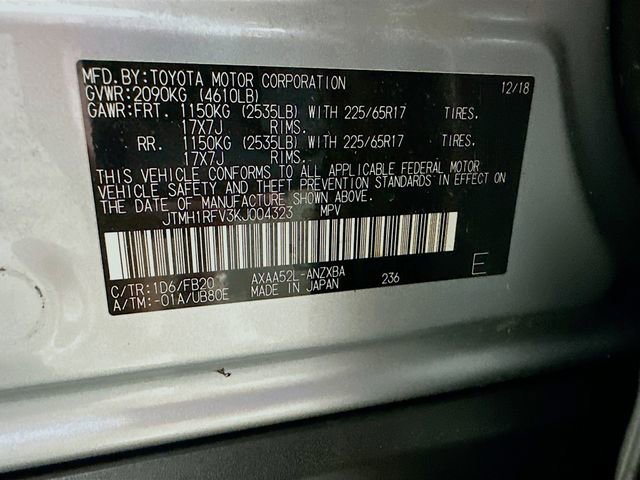 MFD.BY:TOYOTA MOTOR CORPORATION 12/18
GVWR:2090KG (4610LB)
GAWR:FRT. 1150KG (2535LB) WITH 225/65R17 TIRES.
17X7J RIMS.
RR. 1150KG (2535LB) WITH 225/65R17 TIRES.
17X7J RIMS.
THIS VEHICLE CONFORMS TO ALL APPLICABLE FEDERAL MOTOR
VEHICLE SAFETY AND THEFT PREVENTION STANDARDS IN EFFECT ON
THE DATE OF MANUFACTURE SHOWN ABOVE.
JTMH1RFV3KJ004323 MPV
C/TR:1D6/FB20 AXAA52L-ANZXBA 236 E
A/TM:-01A/UB80E MADE IN JAPAN